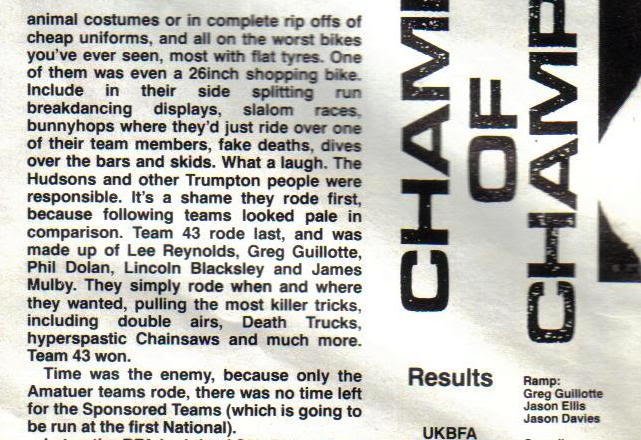 animal costumes or in complete rip offs of
cheap uniforms, and all on the worst bikes
you've ever seen, most with flat tyres. One
of them was even a 26inch shopping bike.
Include in their side splitting run
breakdancing displays, slalom races,
bunnyhops where they'd just ride over one
of their team members, fake deaths, dives
over the bars and skids. What a laugh. The
Hudsons and other Trumpton people were
responsible. It's a shame they rode first,
because following teams looked pale in
comparison. Team 43 rode last, and was
made up of Lee Reynolds, Greg Guillotte,
Phil Dolan, Lincoln Blacksley and James
Mulby. They simply rode when and where
they wanted, pulling the most killer tricks,
including double airs, Death Trucks,
hyperspastic Chainsaws and much more.
Team 43 won.
Time was the enemy, because only the
Amatuer teams rode, there was no time left
for the Sponsored Teams (which is going to
be run at the first National).
CHAMP
OF
CHAMP
Results
UKBFA
Ramp:
Greg Guillotte
Jason Ellis
Jason Davies